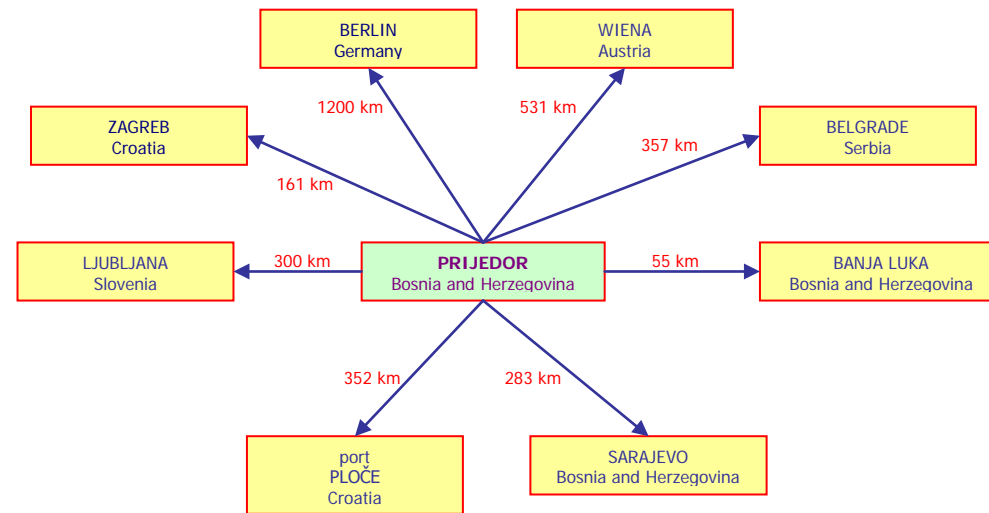 BERLIN
Germany
WIENA
Austria
1200 km
531 km
ZAGREB
Croatia
BELGRADE
Serbia
357 km
161 km
LJUBLJANA
Slovenia
300 km
PRIJEDOR
Bosnia and Herzegovina
55 km
BANJA LUKA
Bosnia and Herzegovina
352 km
283 km
port
PLOČE
Croatia
SARAJEVO
Bosnia and Herzegovina